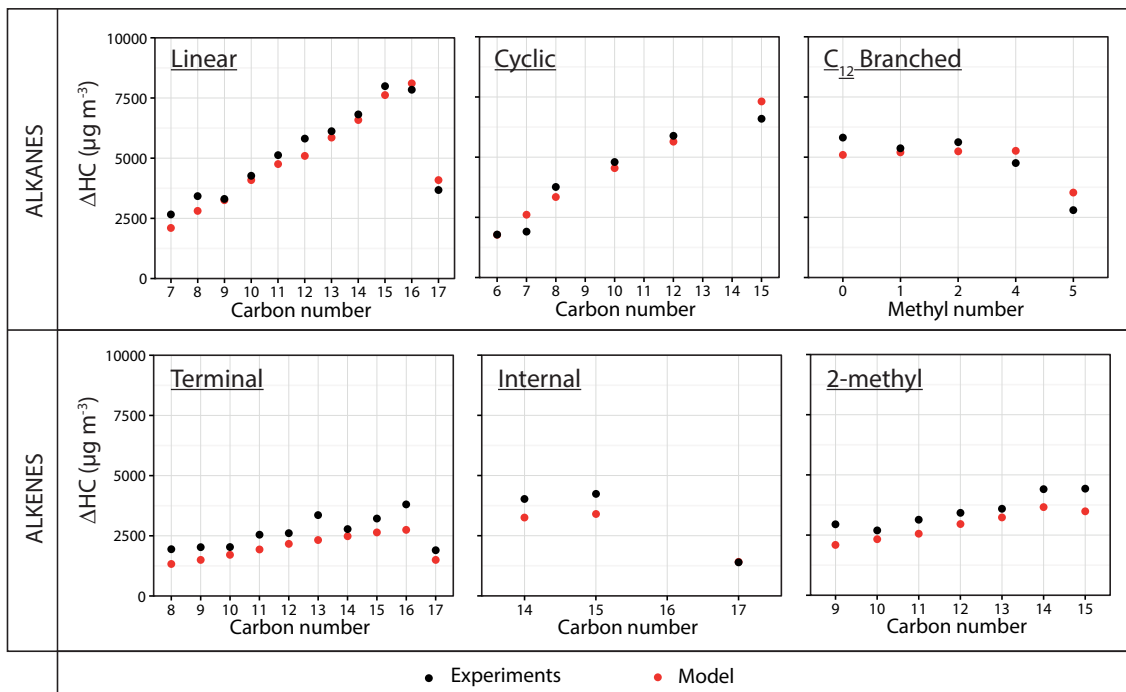 ALKANES
ΔHC (µg m⁻³)
10000
7500
5000
2500
0
Linear
7 8 9 10 11 12 13 14 15 16 17
Carbon number
Cyclic
6 7 8 9 10 11 12 13 14 15
Carbon number
C₁₂ Branched
0 1 2 4 5
Methyl number
ALKENES
ΔHC (µg m⁻³)
10000
7500
5000
2500
0
Terminal
8 9 10 11 12 13 14 15 16 17
Carbon number
Internal
14 15 16 17
Carbon number
2-methyl
9 10 11 12 13 14 15
Carbon number
Experiments Model